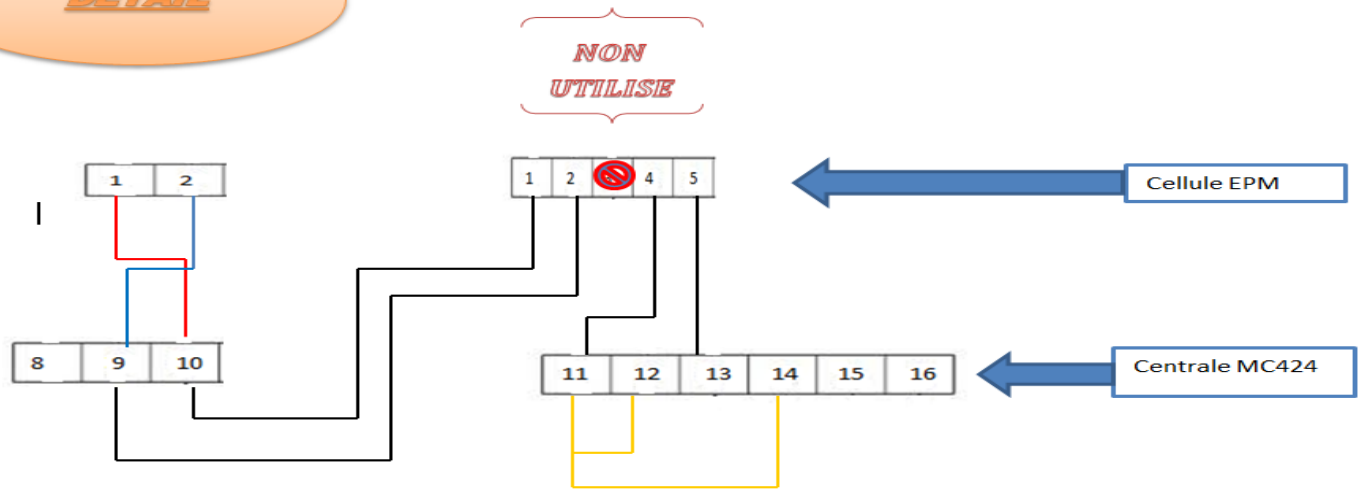 DETAIL
NON
UTILISE
1 2
1 2 4 5
Cellule EPM
8 9 10
11 12 13 14 15 16
Centrale MC424